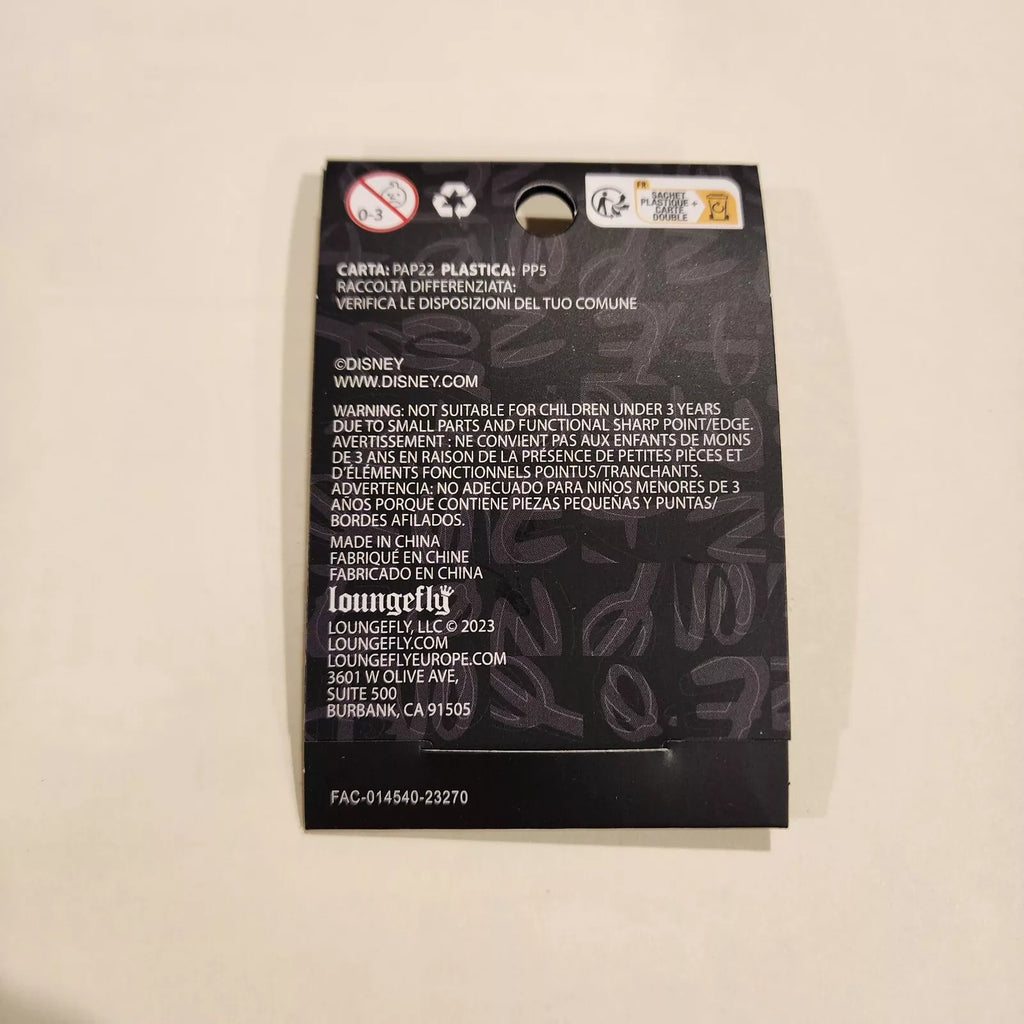 0-3
FR
SACHET
PLASTIQUE +
CARTE
DOUBLE
CARTA: PAP22 PLASTICA: PP5
RACCOLTA DIFFERENZIATA:
VERIFICA LE DISPOSIZIONI DEL TUO COMUNE
©DISNEY
WWW.DISNEY.COM
WARNING: NOT SUITABLE FOR CHILDREN UNDER 3 YEARS
DUE TO SMALL PARTS AND FUNCTIONAL SHARP POINT/EDGE.
AVERTISSEMENT : NE CONVIENT PAS AUX ENFANTS DE MOINS
DE 3 ANS EN RAISON DE LA PRÉSENCE DE PETITES PIÈCES ET
D'ÉLÉMENTS FONCTIONNELS POINTUS/TRANCHANTS.
ADVERTENCIA: NO ADECUADO PARA NIÑOS MENORES DE 3
AÑOS PORQUE CONTIENE PIEZAS PEQUEÑAS Y PUNTAS/
BORDES AFILADOS.
MADE IN CHINA
FABRIQUÉ EN CHINE
FABRICADO EN CHINA
loungefly
LOUNGEFLY, LLC © 2023
LOUNGEFLY.COM
LOUNGEFLYEUROPE.COM
3601 W OLIVE AVE,
SUITE 500
BURBANK, CA 91505
FAC-014540-23270